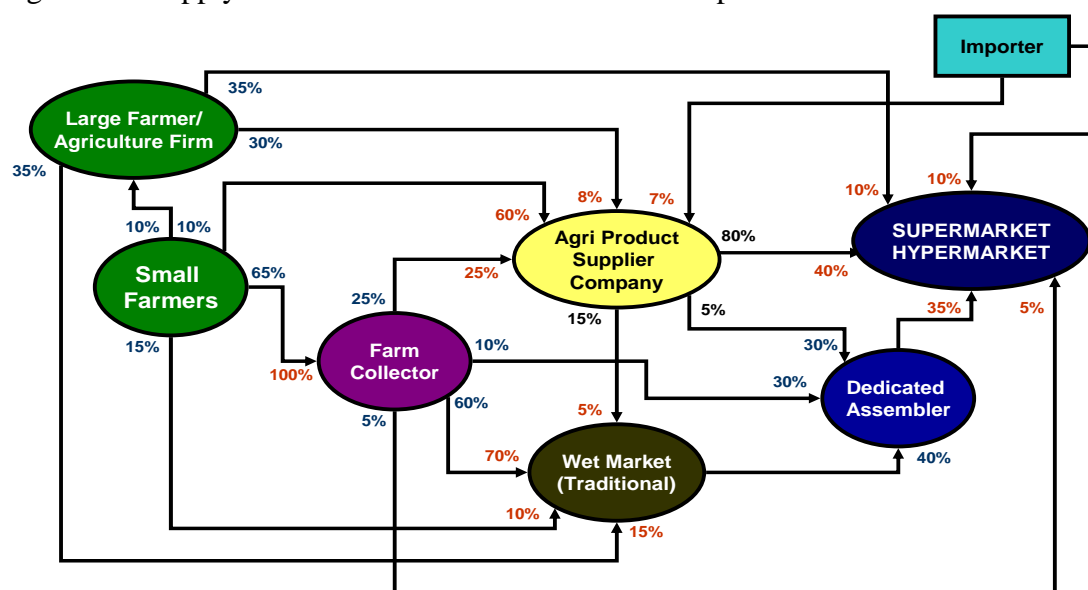 Importer
35%
Large Farmer/
Agriculture Firm
30%
35%
10%
10%
10%
10%
60%
8%
7%
SUPERMARKET
HYPERMARKET
Agri Product
Supplier
Company
80%
40%
Small
Farmers
65%
25%
25%
15%
5%
35%
5%
15%
Farm
Collector
100%
10%
30%
30%
Dedicated
Assembler
5%
60%
5%
70%
Wet Market
(Traditional)
40%
10%
15%